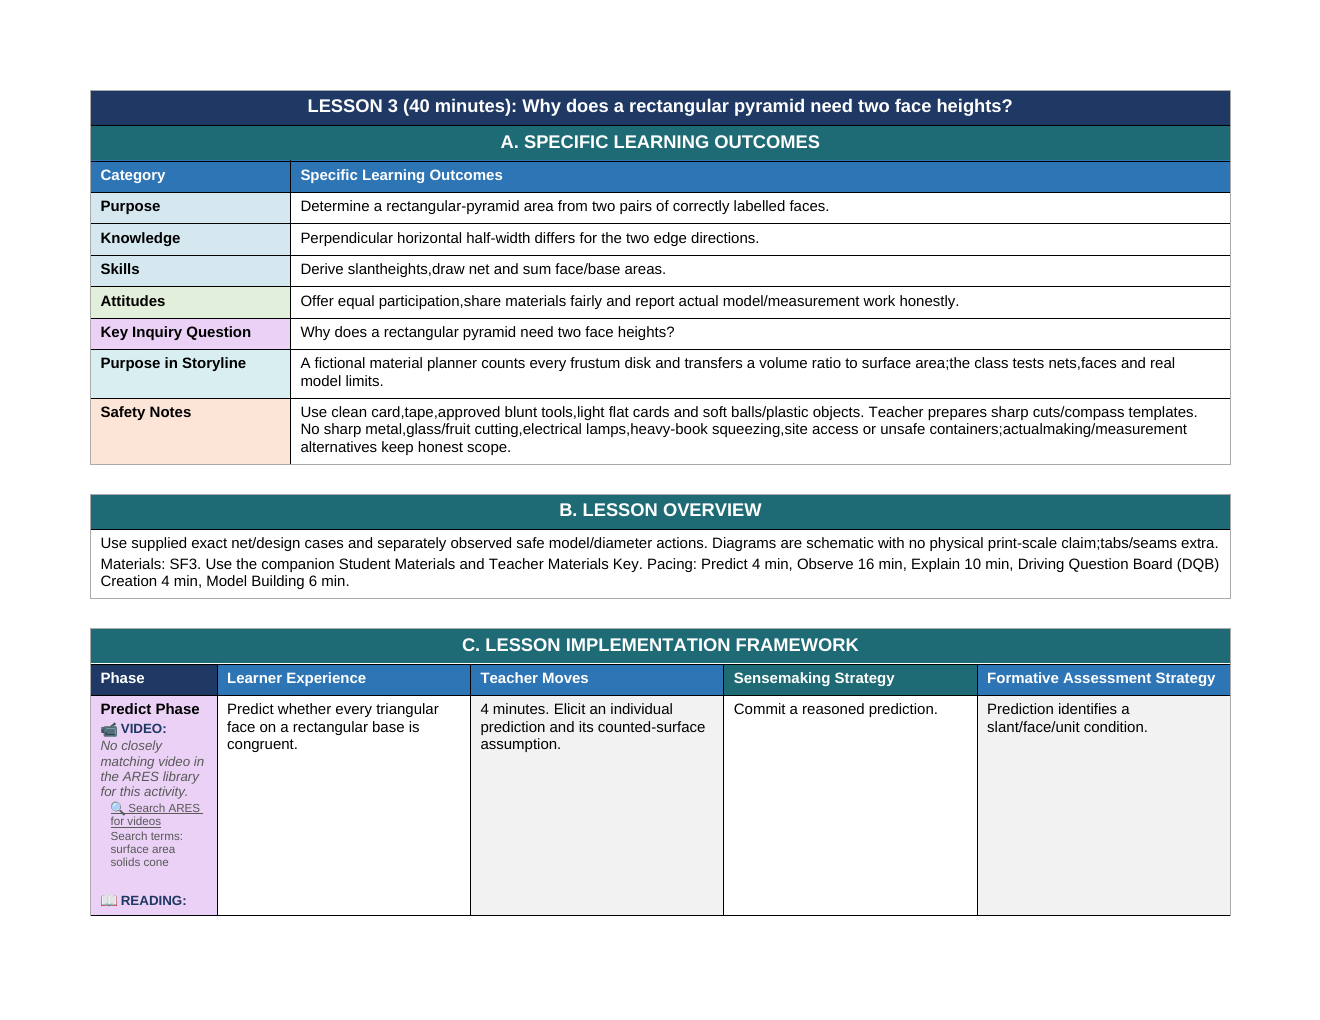 LESSON 3 (40 minutes): Why does a rectangular pyramid need two face heights?
A. SPECIFIC LEARNING OUTCOMES
Category
Specific Learning Outcomes
Purpose
Determine a rectangular-pyramid area from two pairs of correctly labelled faces.
Knowledge
Perpendicular horizontal half-width differs for the two edge directions.
Skills
Derive slantheights,draw net and sum face/base areas.
Attitudes
Offer equal participation,share materials fairly and report actual model/measurement work honestly.
Key Inquiry Question
Why does a rectangular pyramid need two face heights?
Purpose in Storyline
A fictional material planner counts every frustum disk and transfers a volume ratio to surface area;the class tests nets,faces and real
model limits.
Safety Notes
Use clean card,tape,approved blunt tools,light flat cards and soft balls/plastic objects. Teacher prepares sharp cuts/compass templates.
No sharp metal,glass/fruit cutting,electrical lamps,heavy-book squeezing,site access or unsafe containers;actualmaking/measurement
alternatives keep honest scope.
B. LESSON OVERVIEW
Use supplied exact net/design cases and separately observed safe model/diameter actions. Diagrams are schematic with no physical print-scale claim;tabs/seams extra.
Materials: SF3. Use the companion Student Materials and Teacher Materials Key. Pacing: Predict 4 min, Observe 16 min, Explain 10 min, Driving Question Board (DQB)
Creation 4 min, Model Building 6 min.
C. LESSON IMPLEMENTATION FRAMEWORK
Phase
Learner Experience
Teacher Moves
Sensemaking Strategy
Formative Assessment Strategy
Predict Phase
📹 VIDEO:
No closely
matching video in
the ARES library
for this activity.
🔍 Search ARES
for videos
Search terms:
surface area
solids cone
📖 READING:
Predict whether every triangular
face on a rectangular base is
congruent.
4 minutes. Elicit an individual
prediction and its counted-surface
assumption.
Commit a reasoned prediction.
Prediction identifies a
slant/face/unit condition.